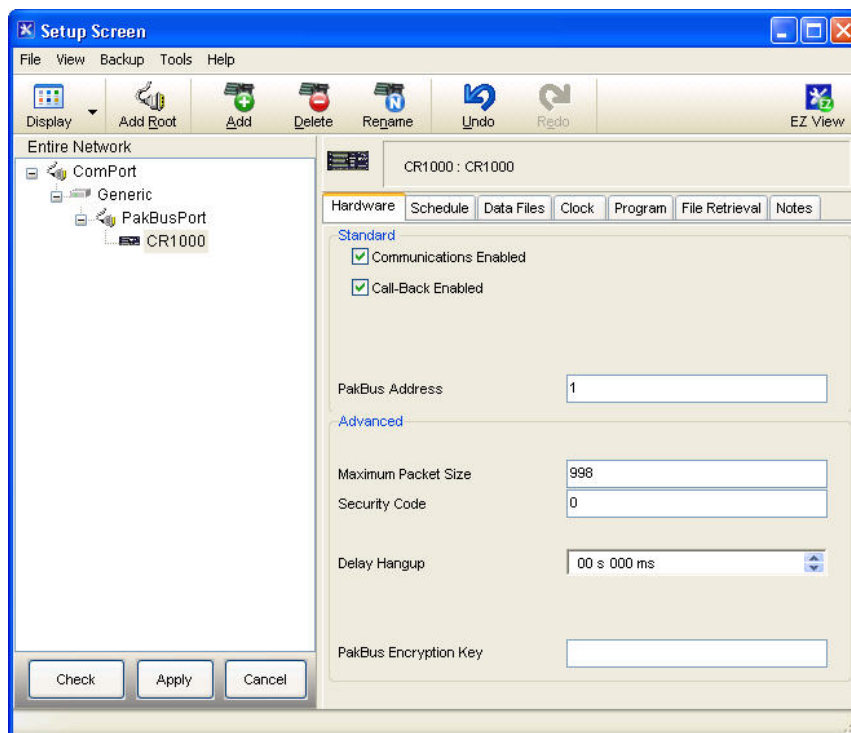 Setup Screen
File View Backup Tools Help
Display Add Root Add Delete Rename Undo Redo EZ View
Entire Network
ComPort
Generic
PakBusPort
CR1000
CR1000 : CR1000
Hardware Schedule Data Files Clock Program File Retrieval Notes
Standard
Communications Enabled
Call-Back Enabled
PakBus Address 1
Advanced
Maximum Packet Size 998
Security Code 0
Delay Hangup 00 s 000 ms
PakBus Encryption Key
Check Apply Cancel